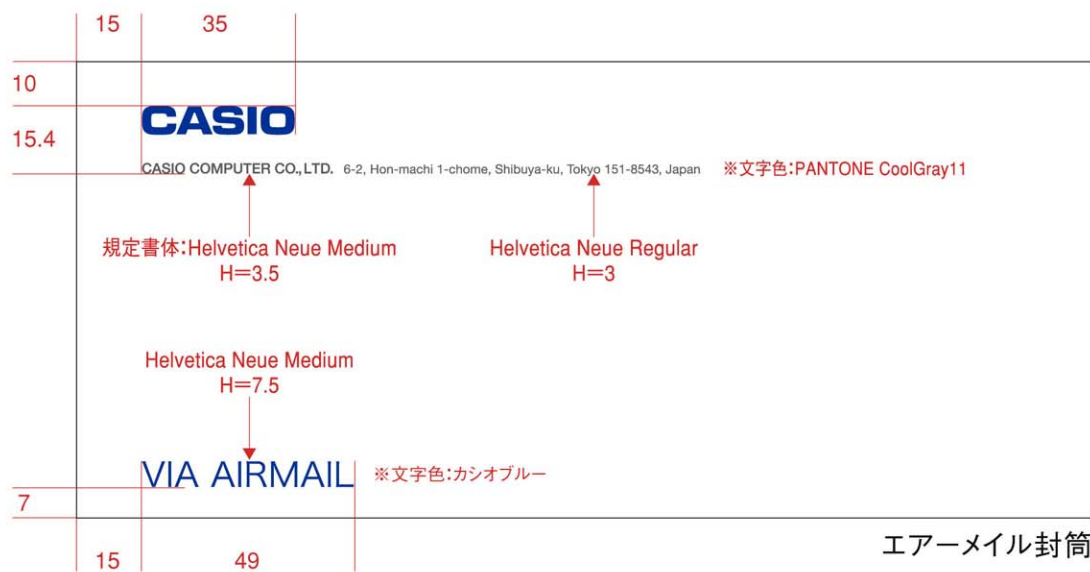 15 35
10
CASIO
15.4
CASIO COMPUTER CO., LTD. 6-2, Hon-machi 1-chome, Shibuya-ku, Tokyo 151-8543, Japan ※文字色:PANTONE CoolGray11
規定書体:Helvetica Neue Medium
H=3.5
Helvetica Neue Regular
H=3
Helvetica Neue Medium
H=7.5
VIA AIRMAIL ※文字色:カシオブルー
7
15 49
エアーメイル封筒